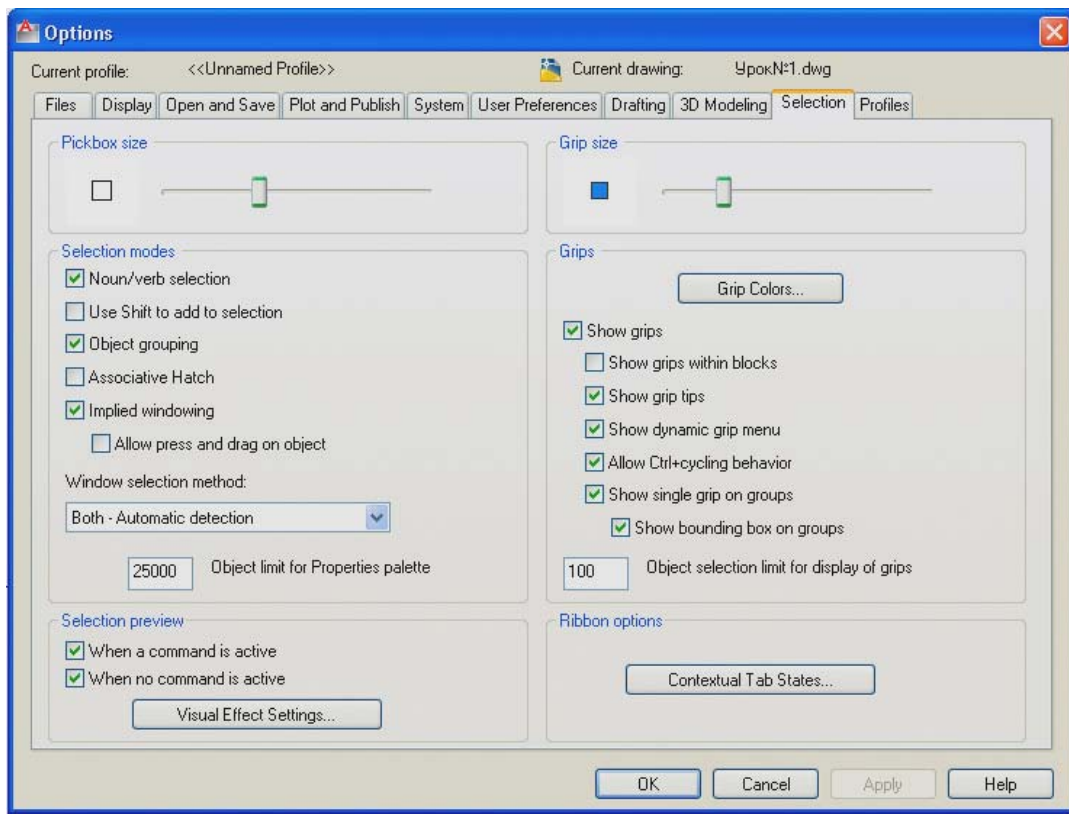 Options
Current profile: <<Unnamed Profile>> Current drawing: Урок№1.dwg
Files Display Open and Save Plot and Publish System User Preferences Drafting 3D Modeling Selection Profiles
Pickbox size
Grip size
Selection modes
Noun/verb selection
Use Shift to add to selection
Object grouping
Associative Hatch
Implied windowing
Allow press and drag on object
Window selection method:
Both - Automatic detection
25000 Object limit for Properties palette
Grips
Grip Colors...
Show grips
Show grips within blocks
Show grip tips
Show dynamic grip menu
Allow Ctrl+cycling behavior
Show single grip on groups
Show bounding box on groups
100 Object selection limit for display of grips
Selection preview
When a command is active
When no command is active
Visual Effect Settings...
Ribbon options
Contextual Tab States...
OK Cancel Apply Help